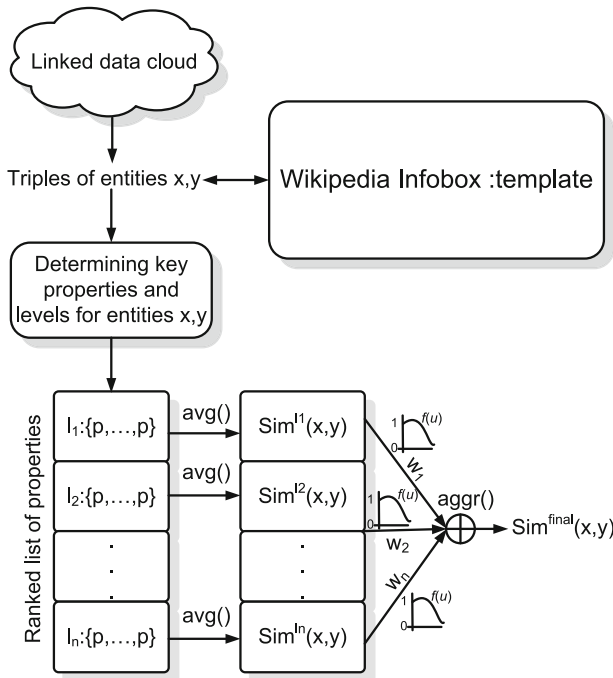 Linked data cloud
Triples of entities x,y
Wikipedia Infobox :template
Determining key
properties and
levels for entities x,y
Ranked list of properties
l1:{p,...,p}
avg()
Sim^l1(x,y)
1
f(u)
0
w1
l2:{p,...,p}
avg()
Sim^l2(x,y)
1
f(u)
0
w2
aggr()
Sim^final(x,y)
.
.
.
.
.
.
wn
ln:{p,...,p}
avg()
Sim^ln(x,y)
1
f(u)
0